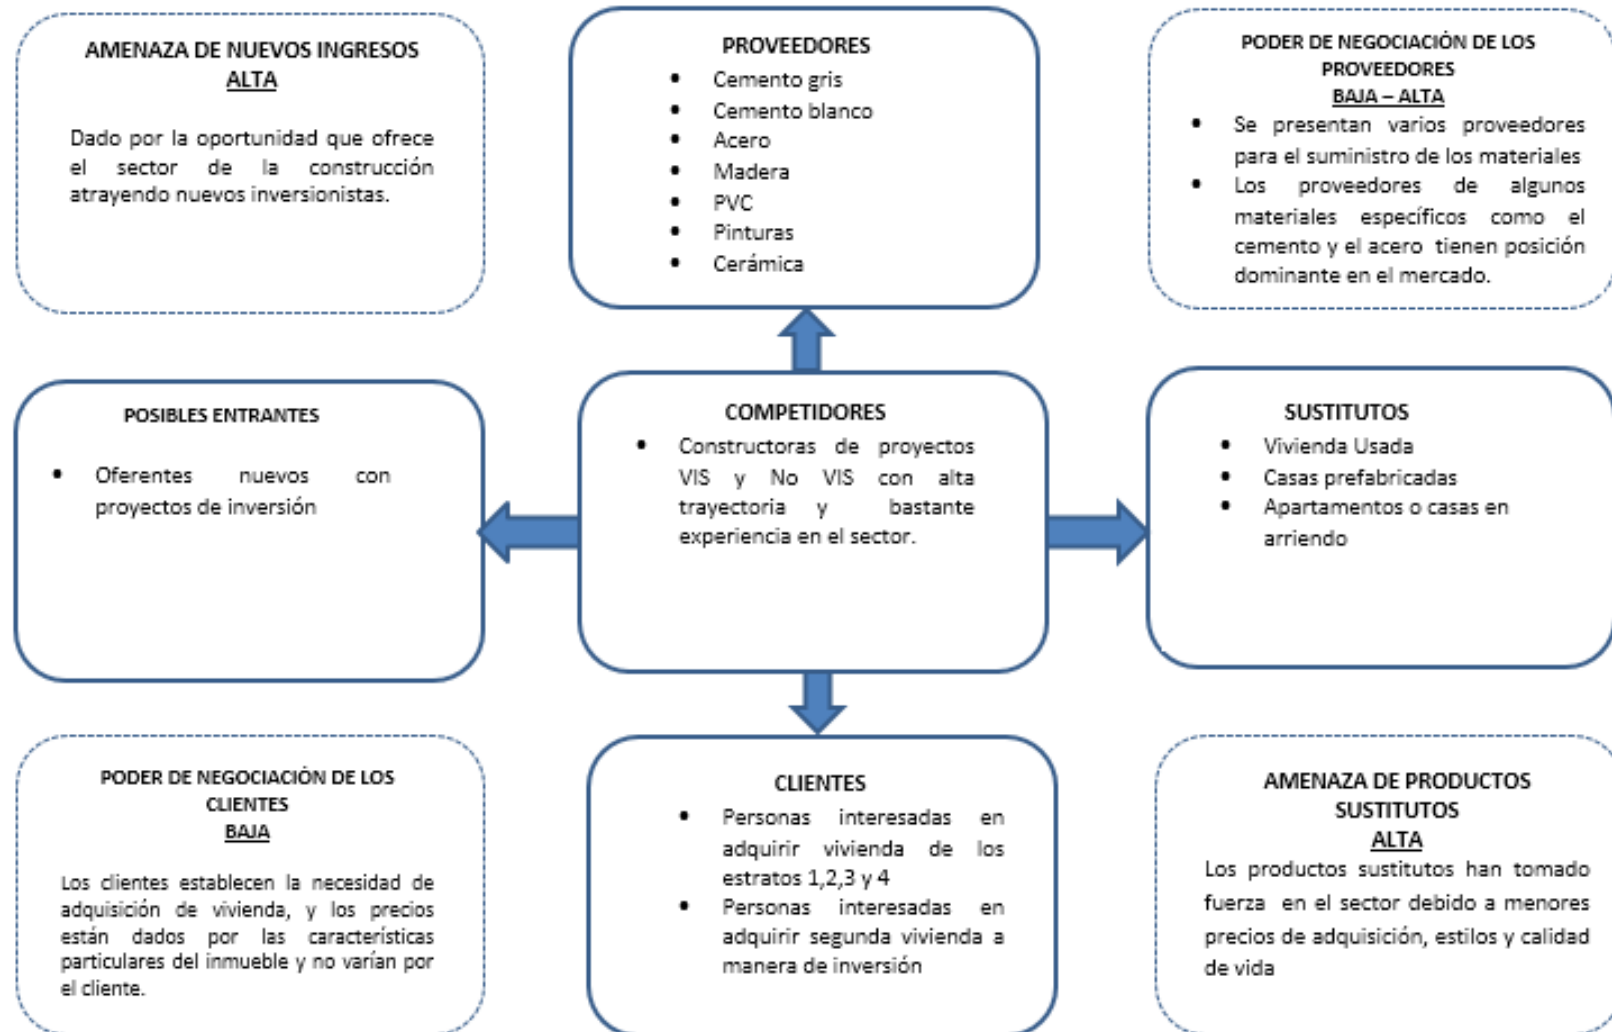 AMENAZA DE NUEVOS INGRESOS
ALTA
Dado por la oportunidad que ofrece
el sector de la construcción
atrayendo nuevos inversionistas.
PROVEEDORES
• Cemento gris
• Cemento blanco
• Acero
• Madera
• PVC
• Pinturas
• Cerámica
PODER DE NEGOCIACIÓN DE LOS
PROVEEDORES
BAJA – ALTA
• Se presentan varios proveedores
para el suministro de los materiales
• Los proveedores de algunos
materiales específicos como el
cemento y el acero tienen posición
dominante en el mercado.
POSIBLES ENTRANTES
• Oferentes nuevos con
proyectos de inversión
COMPETIDORES
• Constructoras de proyectos
VIS y No VIS con alta
trayectoria y bastante
experiencia en el sector.
SUSTITUTOS
• Vivienda Usada
• Casas prefabricadas
• Apartamentos o casas en
arriendo
PODER DE NEGOCIACIÓN DE LOS
CLIENTES
BAJA
Los clientes establecen la necesidad de
adquisición de vivienda, y los precios
están dados por las características
particulares del inmueble y no varían por
el cliente.
CLIENTES
• Personas interesadas en
adquirir vivienda de los
estratos 1,2,3 y 4
• Personas interesadas en
adquirir segunda vivienda a
manera de inversión
AMENAZA DE PRODUCTOS
SUSTITUTOS
ALTA
Los productos sustitutos han tomado
fuerza en el sector debido a menores
precios de adquisición, estilos y calidad
de vida